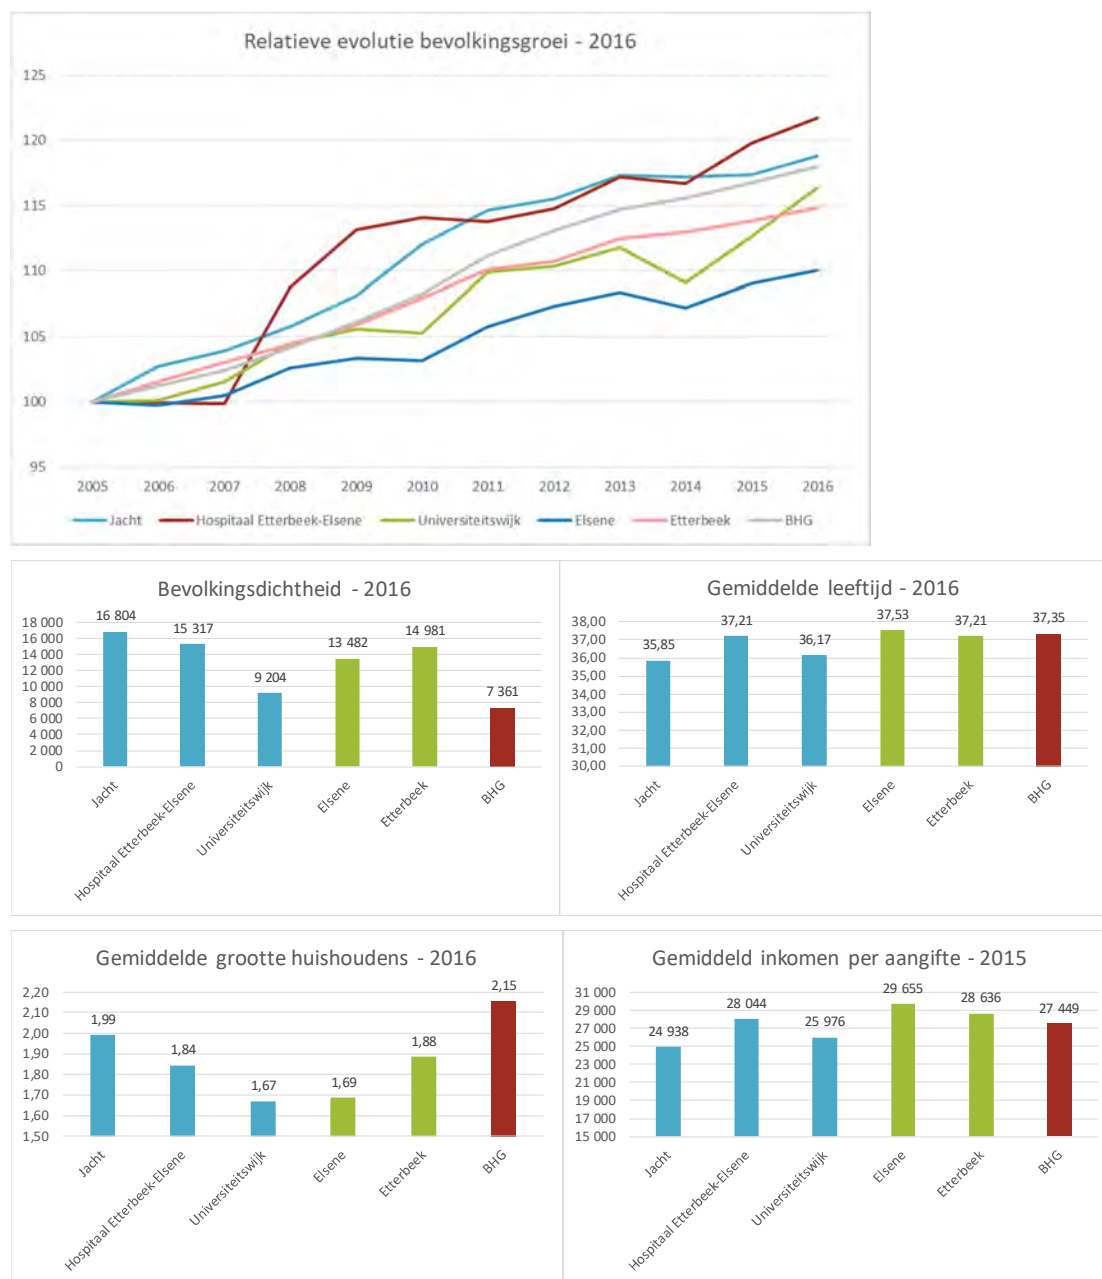 Relatieve evolutie bevolkingsgroei - 2016
125
120
115
110
105
100
95
2005 2006 2007 2008 2009 2010 2011 2012 2013 2014 2015 2016
Jacht Hospitaal Etterbeek-Elsene Universiteitswijk Elsene Etterbeek BHG
Bevolkingsdichtheid - 2016
18 000
16 000
14 000
12 000
10 000
8 000
6 000
4 000
2 000
0
16 804
15 317
9 204
13 482
14 981
7 361
Jacht
Hospitaal Etterbeek-Elsene
Universiteitswijk
Elsene
Etterbeek
BHG
Gemiddelde leeftijd - 2016
38,00
37,00
36,00
35,00
34,00
33,00
32,00
31,00
30,00
35,85
37,21
36,17
37,53
37,21
37,35
Jacht
Hospitaal Etterbeek-Elsene
Universiteitswijk
Elsene
Etterbeek
BHG
Gemiddelde grootte huishoudens - 2016
2,20
2,10
2,00
1,90
1,80
1,70
1,60
1,50
1,99
1,84
1,67
1,69
1,88
2,15
Jacht
Hospitaal Etterbeek-Elsene
Universiteitswijk
Elsene
Etterbeek
BHG
Gemiddeld inkomen per aangifte - 2015
31 000
29 000
27 000
25 000
23 000
21 000
19 000
17 000
15 000
24 938
28 044
25 976
29 655
28 636
27 449
Jacht
Hospitaal Etterbeek-Elsene
Universiteitswijk
Elsene
Etterbeek
BHG